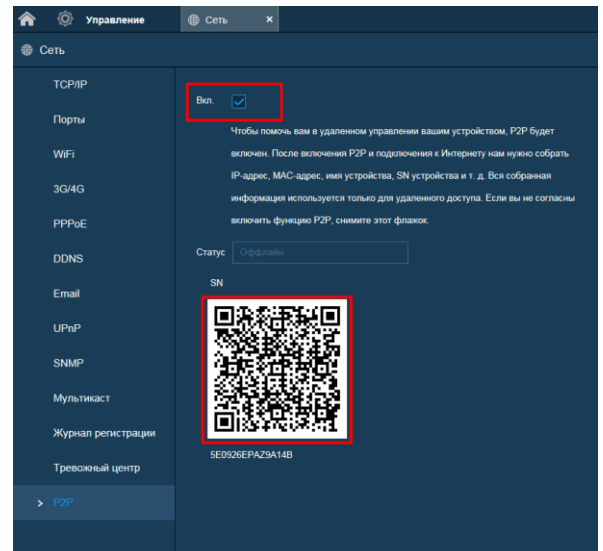 Управление
Сеть ×
Сеть
TCP/IP
Порты
WiFi
3G/4G
PPPoE
DDNS
Email
UPnP
SNMP
Мультикаст
Журнал регистрации
Тревожный центр
> P2P
Вкл.
Чтобы помочь вам в удаленном управлении вашим устройством, P2P будет
включен. После включения P2P и подключения к Интернету нам нужно собрать
IP-адрес, MAC-адрес, имя устройства, SN устройства и т. д. Вся собранная
информация используется только для удаленного доступа. Если вы не согласны
включить функцию P2P, снимите этот флажок.
Статус Оффлайн
SN
5E0926EPAZ9A14B